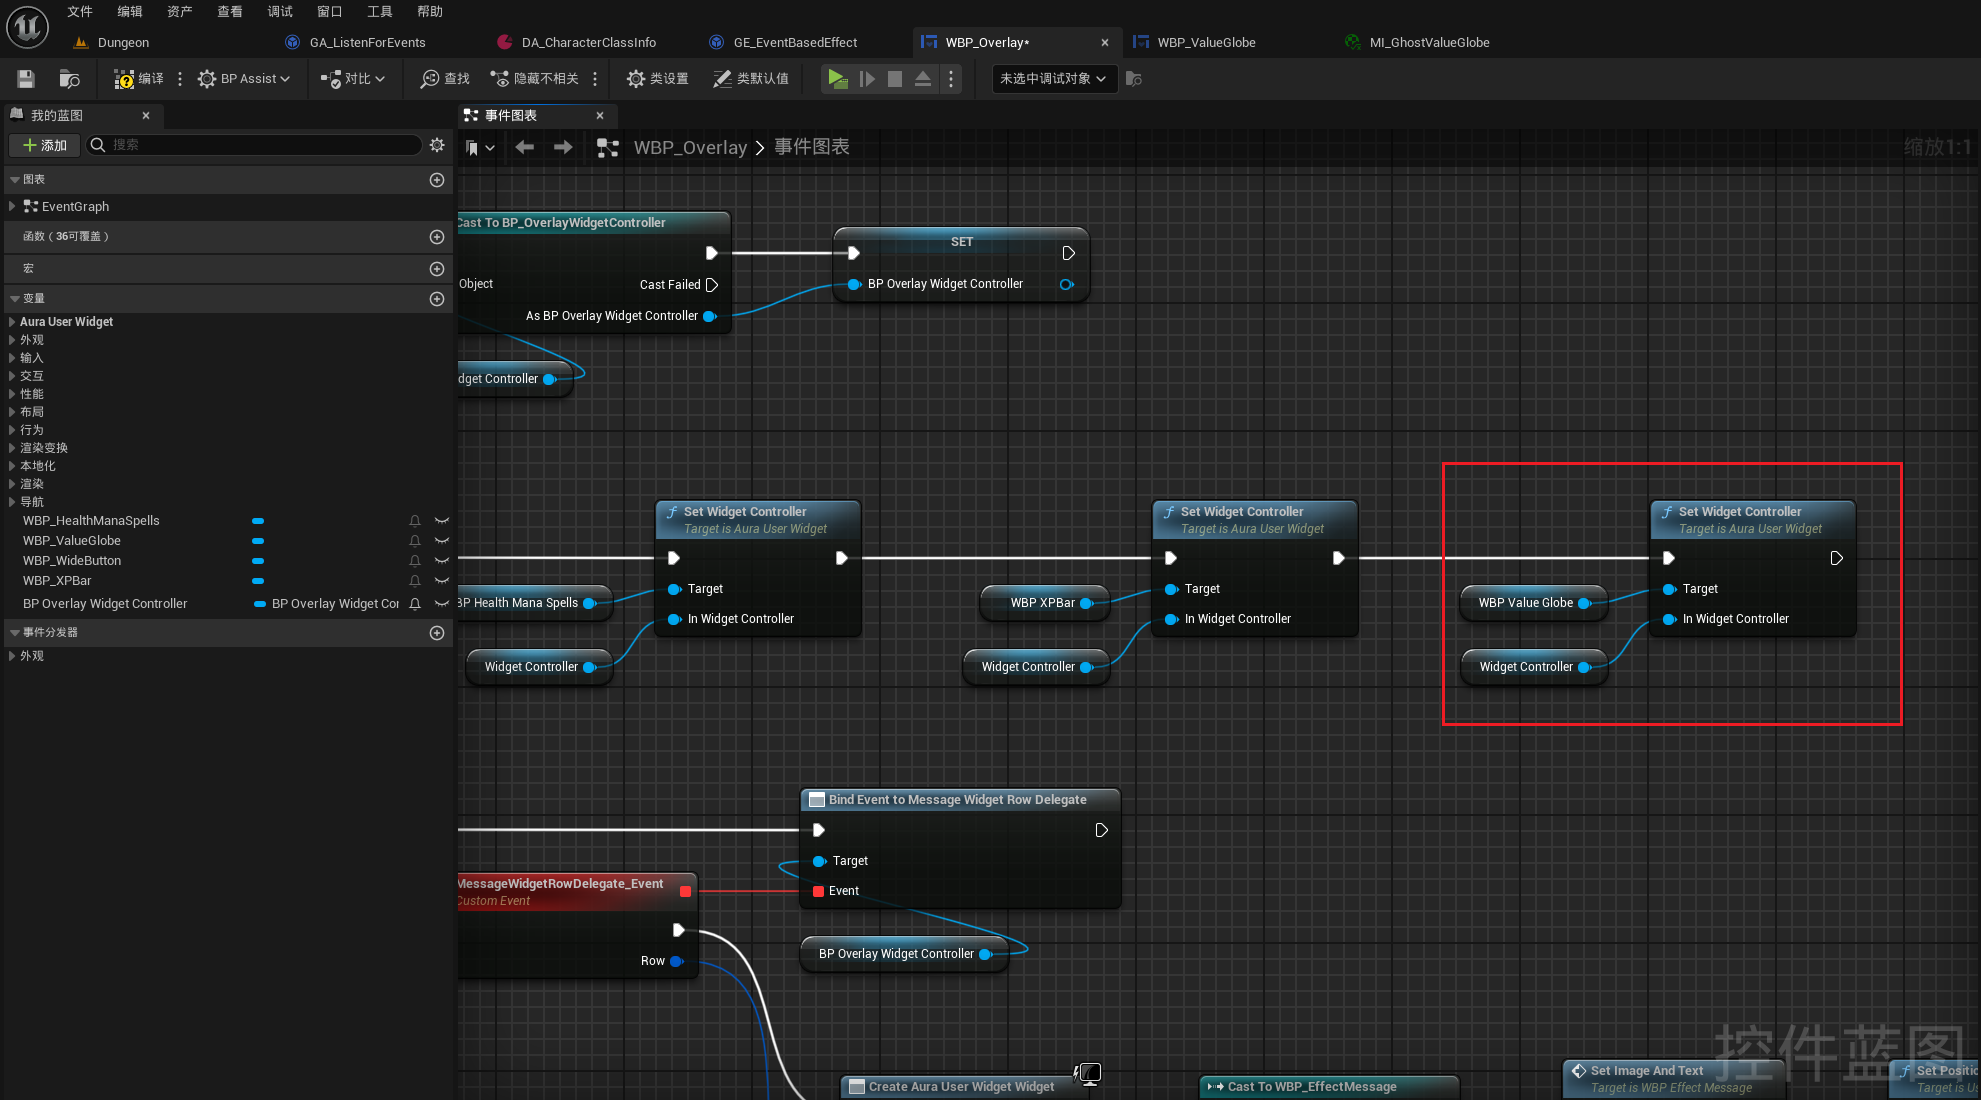 文件 编辑 资产 查看 调试 窗口 工具 帮助
Dungeon GA_ListenForEvents DA_CharacterClassInfo GE_EventBasedEffect WBP_Overlay* WBP_ValueGlobe MI_GhostValueGlobe
编译 BP Assist 对比 查找 隐藏不相关 类设置 类默认值 未选中调试对象
我的蓝图 事件图表
添加 搜索 WBP_Overlay 事件图表 缩放1:1
图表
EventGraph
函数（36可覆盖）
宏
变量
Aura User Widget
外观
输入
交互
性能
布局
行为
渲染变换
本地化
渲染
导航
WBP_HealthManaSpells
WBP_ValueGlobe
WBP_WideButton
WBP_XPBar
BP Overlay Widget Controller BP Overlay Widget Cor
事件分发器
外观
Cast To BP_OverlayWidgetController
Object
Cast Failed
As BP Overlay Widget Controller
SET
BP Overlay Widget Controller
dget Controller
Set Widget Controller
Target is Aura User Widget
Target
In Widget Controller
BP Health Mana Spells
Widget Controller
Set Widget Controller
Target is Aura User Widget
Target
In Widget Controller
WBP XPBar
Widget Controller
Set Widget Controller
Target is Aura User Widget
Target
In Widget Controller
WBP Value Globe
Widget Controller
Bind Event to Message Widget Row Delegate
Target
Event
MessageWidgetRowDelegate_Event
Custom Event
Row
BP Overlay Widget Controller
Create Aura User Widget Widget
Cast To WBP_EffectMessage
Set Image And Text
Target is WBP Effect Message
Set Positio
Target is Us
控件蓝图